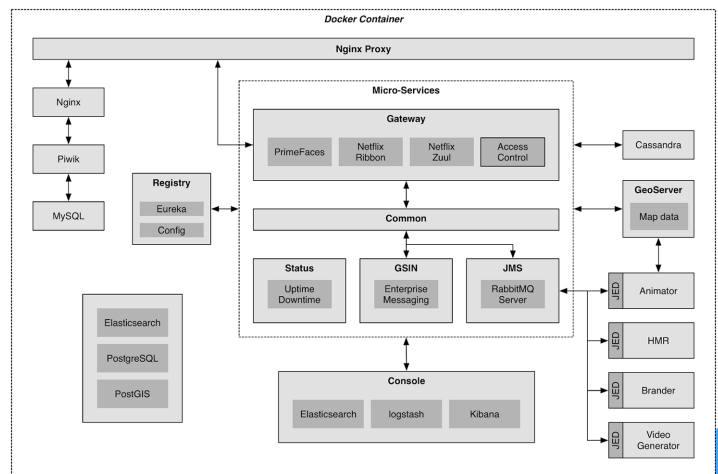 Docker Container
Nginx Proxy
Nginx
Piwik
MySQL
Registry
Eureka
Config
Micro-Services
Gateway
PrimeFaces
Netflix
Ribbon
Netflix
Zuul
Access
Control
Common
Status
Uptime
Downtime
GSIN
Enterprise
Messaging
JMS
RabbitMQ
Server
Cassandra
GeoServer
Map data
JED
Animator
JED
HMR
JED
Brander
JED
Video
Generator
Elasticsearch
PostgreSQL
PostGIS
Console
Elasticsearch
logstash
Kibana